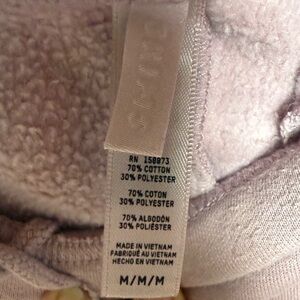 RN 158873
70% COTTON
30% POLYESTER
70% COTON
30% POLYESTER
70% ALGODÓN
30% POLIÉSTER
MADE IN VIETNAM
FABRIQUÉ AU VIETNAM
HECHO EN VIETNAM
M/M/M